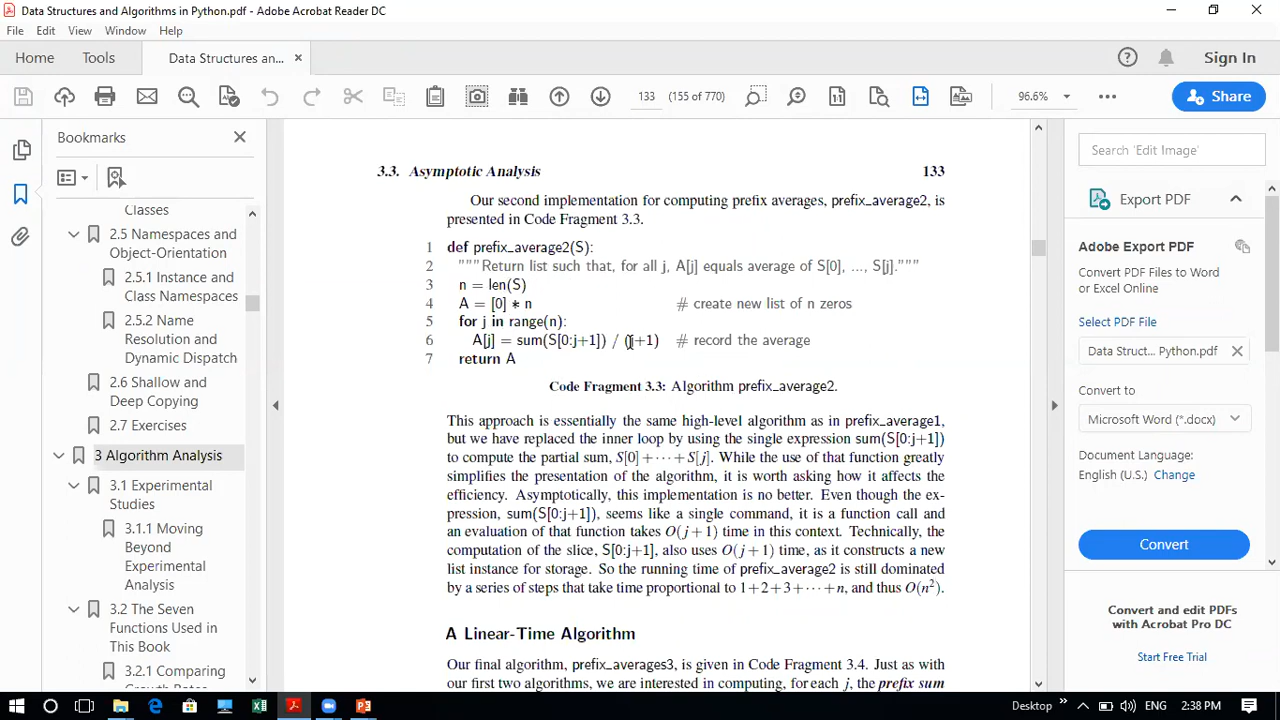 Data Structures and Algorithms in Python.pdf - Adobe Acrobat Reader DC
File Edit View Window Help
Home Tools Data Structures an... Sign In
133 (155 of 770) 96.6% Share
Bookmarks
Classes
2.5 Namespaces and
Object-Orientation
2.5.1 Instance and
Class Namespaces
2.5.2 Name
Resolution and
Dynamic Dispatch
2.6 Shallow and
Deep Copying
2.7 Exercises
3 Algorithm Analysis
3.1 Experimental
Studies
3.1.1 Moving
Beyond
Experimental
Analysis
3.2 The Seven
Functions Used in
This Book
3.2.1 Comparing
3.3. Asymptotic Analysis 133
Our second implementation for computing prefix averages, prefix_average2, is
presented in Code Fragment 3.3.
1 def prefix_average2(S):
2 """Return list such that, for all j, A[j] equals average of S[0], ..., S[j]."""
3 n = len(S)
4 A = [0] * n # create new list of n zeros
5 for j in range(n):
6 A[j] = sum(S[0:j+1]) / (j+1) # record the average
7 return A
Code Fragment 3.3: Algorithm prefix_average2.
This approach is essentially the same high-level algorithm as in prefix_average1,
but we have replaced the inner loop by using the single expression sum(S[0:j+1])
to compute the partial sum, S[0]+···+S[j]. While the use of that function greatly
simplifies the presentation of the algorithm, it is worth asking how it affects the
efficiency. Asymptotically, this implementation is no better. Even though the ex-
pression, sum(S[0:j+1]), seems like a single command, it is a function call and
an evaluation of that function takes O(j+1) time in this context. Technically, the
computation of the slice, S[0:j+1], also uses O(j+1) time, as it constructs a new
list instance for storage. So the running time of prefix_average2 is still dominated
by a series of steps that take time proportional to 1+2+3+···+n, and thus O(n²).
A Linear-Time Algorithm
Our final algorithm, prefix_averages3, is given in Code Fragment 3.4. Just as with
our first two algorithms, we are interested in computing, for each j, the prefix sum
Search 'Edit Image'
Export PDF
Adobe Export PDF
Convert PDF Files to Word
or Excel Online
Select PDF File
Data Struct... Python.pdf
Convert to
Microsoft Word (*.docx)
Document Language:
English (U.S.) Change
Convert
Convert and edit PDFs
with Acrobat Pro DC
Start Free Trial
Desktop ENG 2:38 PM